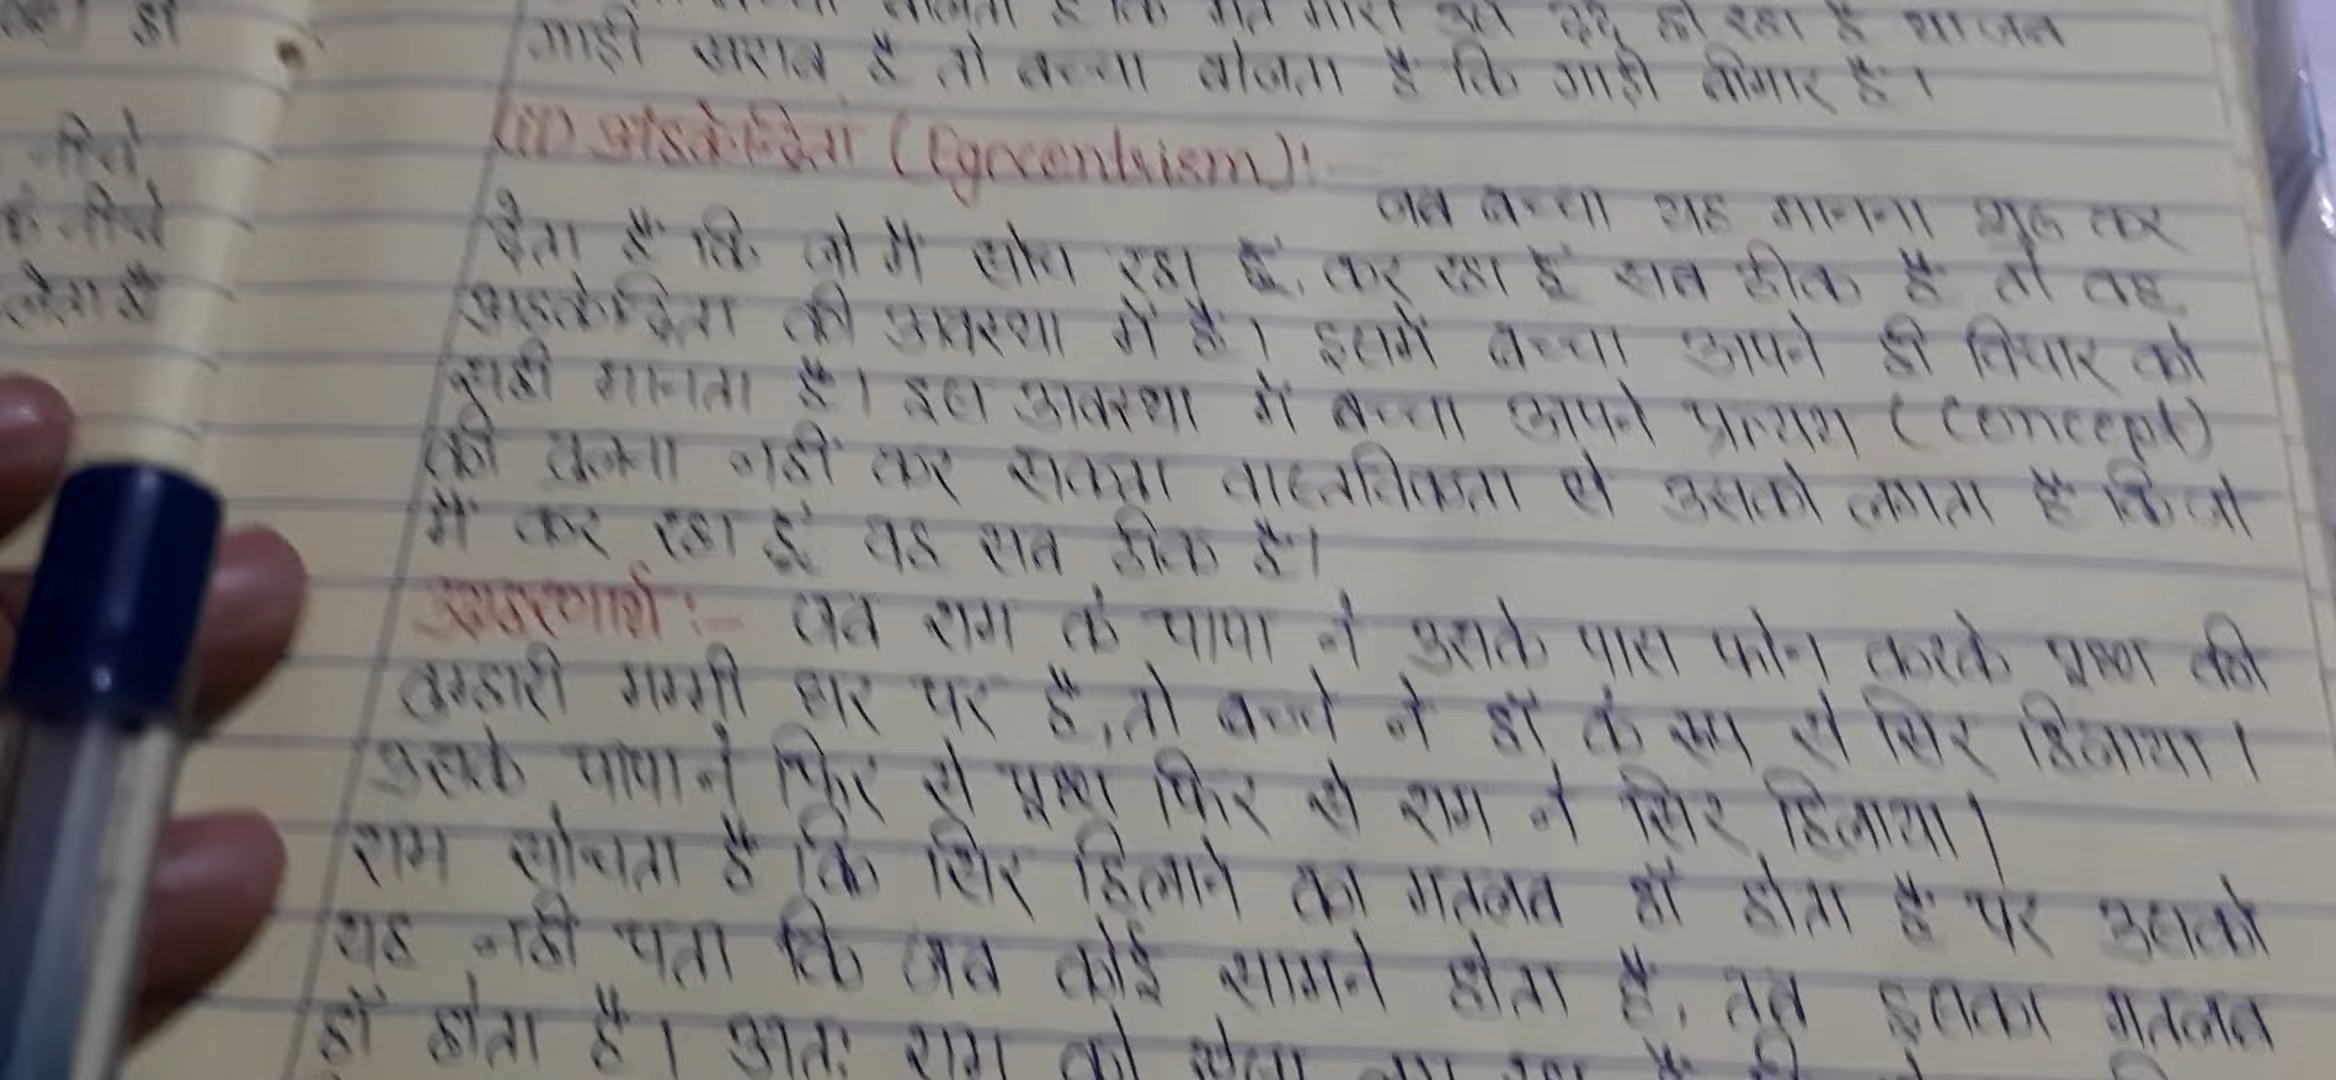 गाड़ी खराब है तो बच्चा बोलता है कि गाड़ी बीमार है।
(ii) अहंकेन्द्रिता (Egocentrism):-
जब बच्चा यह मानना शुरू कर
देता है कि जो मैं सोच रहा हूँ, कर रहा हूँ सब ठीक है तो वह
अहंकेन्द्रिता की अवस्था में है। इसमें बच्चा अपने ही विचार को
सही मानता है। इस अवस्था में बच्चा अपने प्रत्यय (Concept)
की तुलना नहीं कर सकता वास्तविकता से उसको लगता है कि जो
मैं कर रहा हूँ वह सब ठीक है।
उदाहरणार्थ :- जब राम के पापा ने उसके पास फोन करके पूछा की
तुम्हारी मम्मी घर पर है, तो बच्चे ने हाँ के रूप से सिर हिलाया।
उसके पापा ने फिर से पूछा फिर से राम ने सिर हिलाया।
राम सोचता है कि सिर हिलाने का मतलब हाँ होता है पर उसको
यह नही पता कि जब कोई सामने होता है, तब इसका मतलब
हाँ होता है। अतः राम को